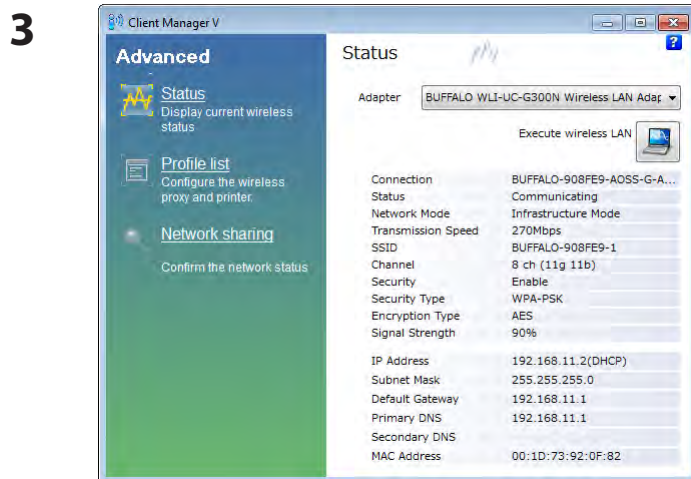 3
Client Manager V
?
Advanced
Status
Display current wireless
status
Profile list
Configure the wireless
proxy and printer.
Network sharing
Confirm the network status
Status
Adapter BUFFALO WLI-UC-G300N Wireless LAN Adap
Execute wireless LAN
Connection BUFFALO-908FE9-AOSS-G-A...
Status Communicating
Network Mode Infrastructure Mode
Transmission Speed 270Mbps
SSID BUFFALO-908FE9-1
Channel 8 ch (11g 11b)
Security Enable
Security Type WPA-PSK
Encryption Type AES
Signal Strength 90%
IP Address 192.168.11.2(DHCP)
Subnet Mask 255.255.255.0
Default Gateway 192.168.11.1
Primary DNS 192.168.11.1
Secondary DNS
MAC Address 00:1D:73:92:0F:82